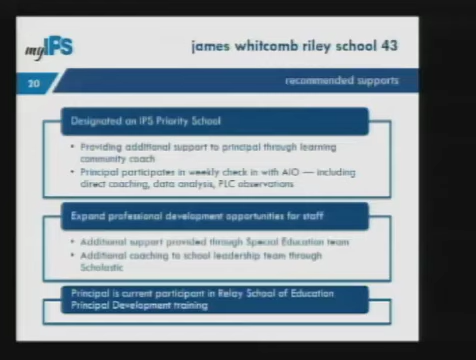 myIPS
james whitcomb riley school 43
20
recommended supports
Designated an IPS Priority School
• Providing additional support to principal through learning
community coach
• Principal participates in weekly check in with AIO — including
direct coaching, data analysis, PLC observations
Expand professional development opportunities for staff
• Additional support provided through Special Education team
• Additional coaching to school leadership team through
Scholastic
Principal is current participant in Relay School of Education
Principal Development training